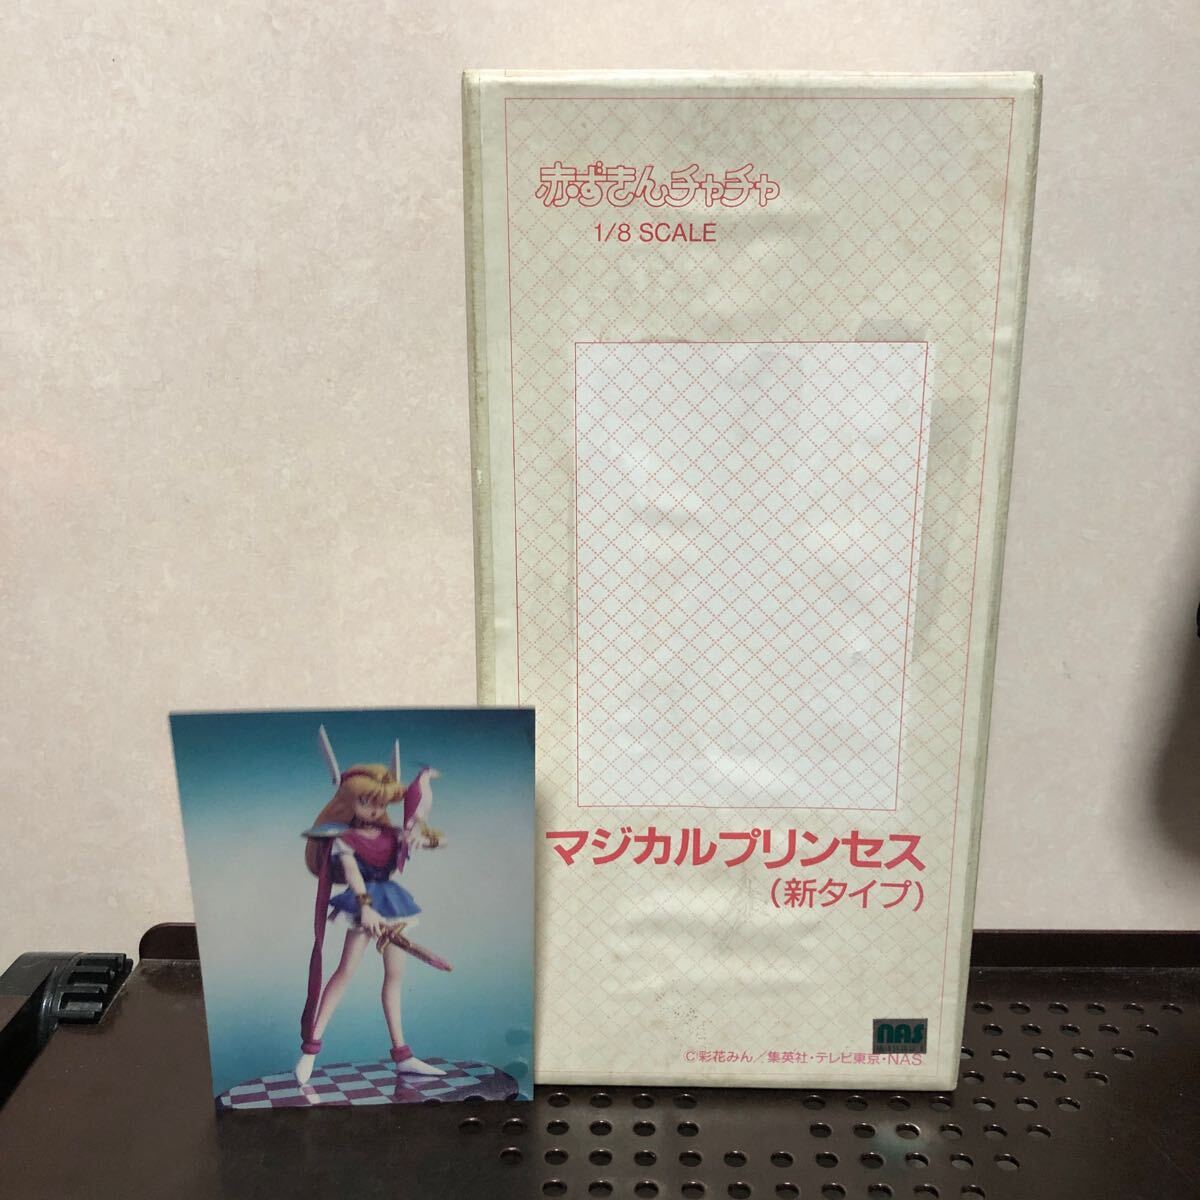 赤ずきんチャチャ
1/8 SCALE
マジカルプリンセス
(新タイプ)
nas
©彩花みん/集英社・テレビ東京・NAS